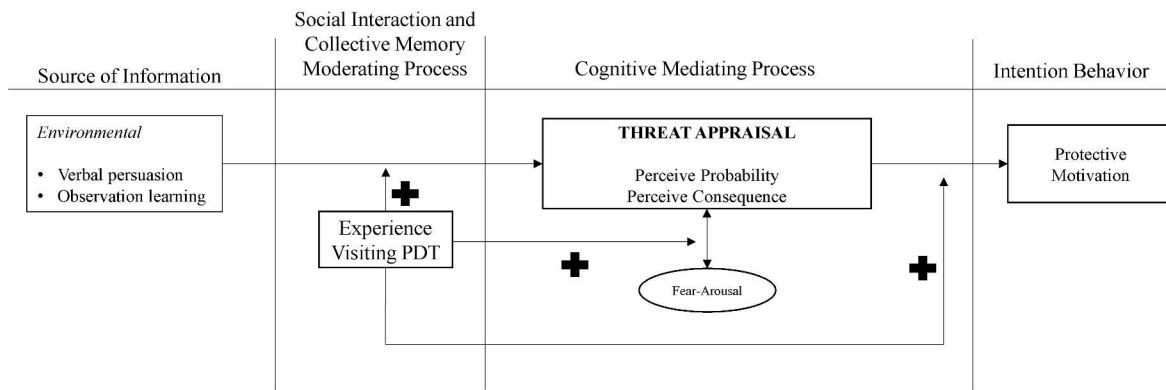 Source of Information
Social Interaction and
Collective Memory
Moderating Process
Cognitive Mediating Process
Intention Behavior
Environmental
• Verbal persuasion
• Observation learning
THREAT APPRAISAL
Perceive Probability
Perceive Consequence
Protective
Motivation
Experience
Visiting PDT
Fear-Arousal